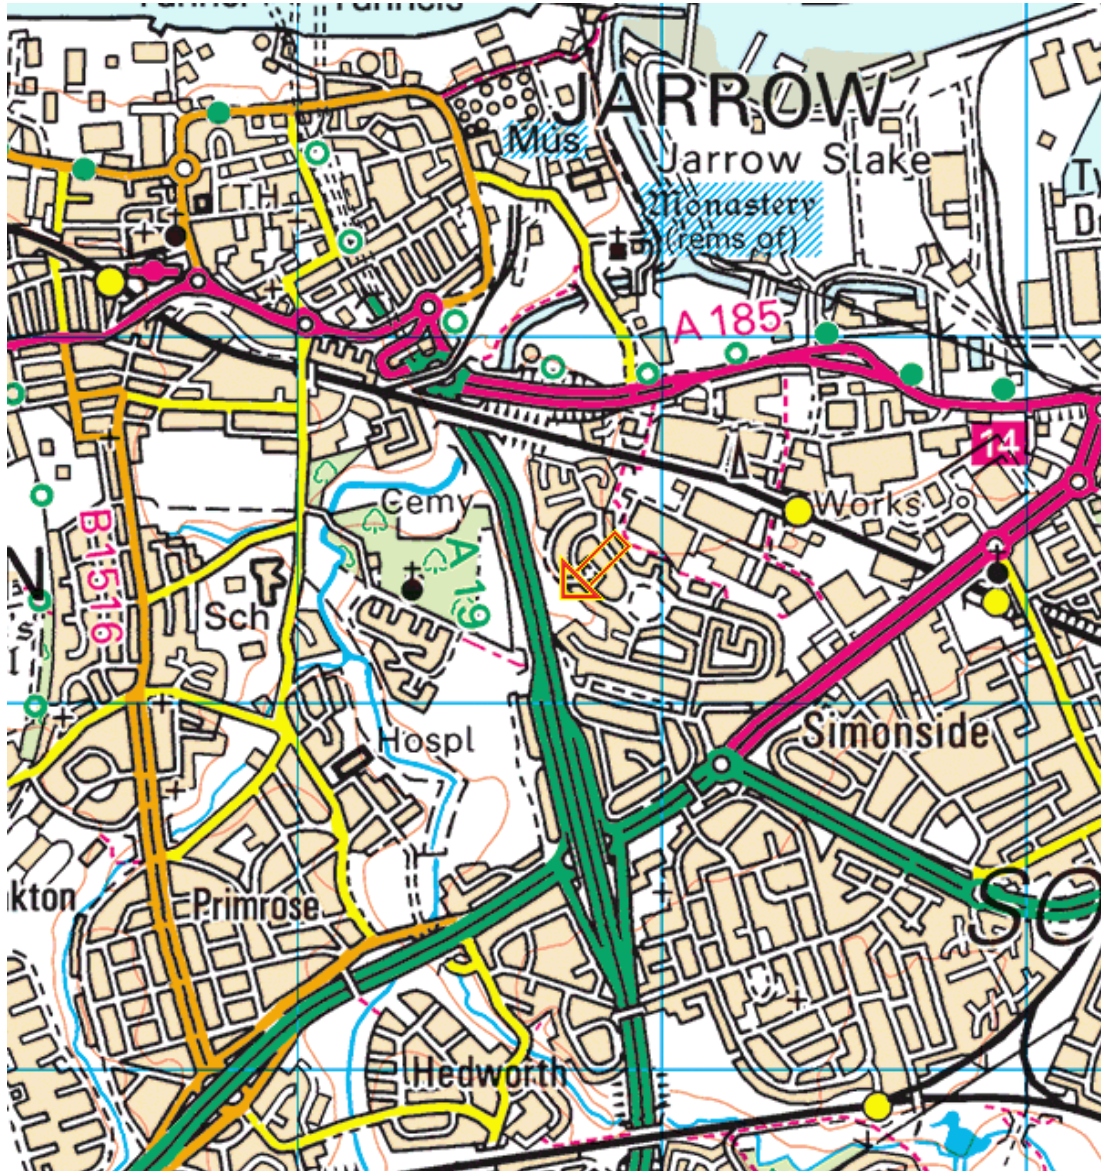 Tunnels
JARROW
Mus
Jarrow Slake
T.H.
Monastery
(rems of)
A 185
14
Cemy
Works
B 1516
A 19
Sch
Hospl
Simonside
kton
Primrose
SO
Hedworth